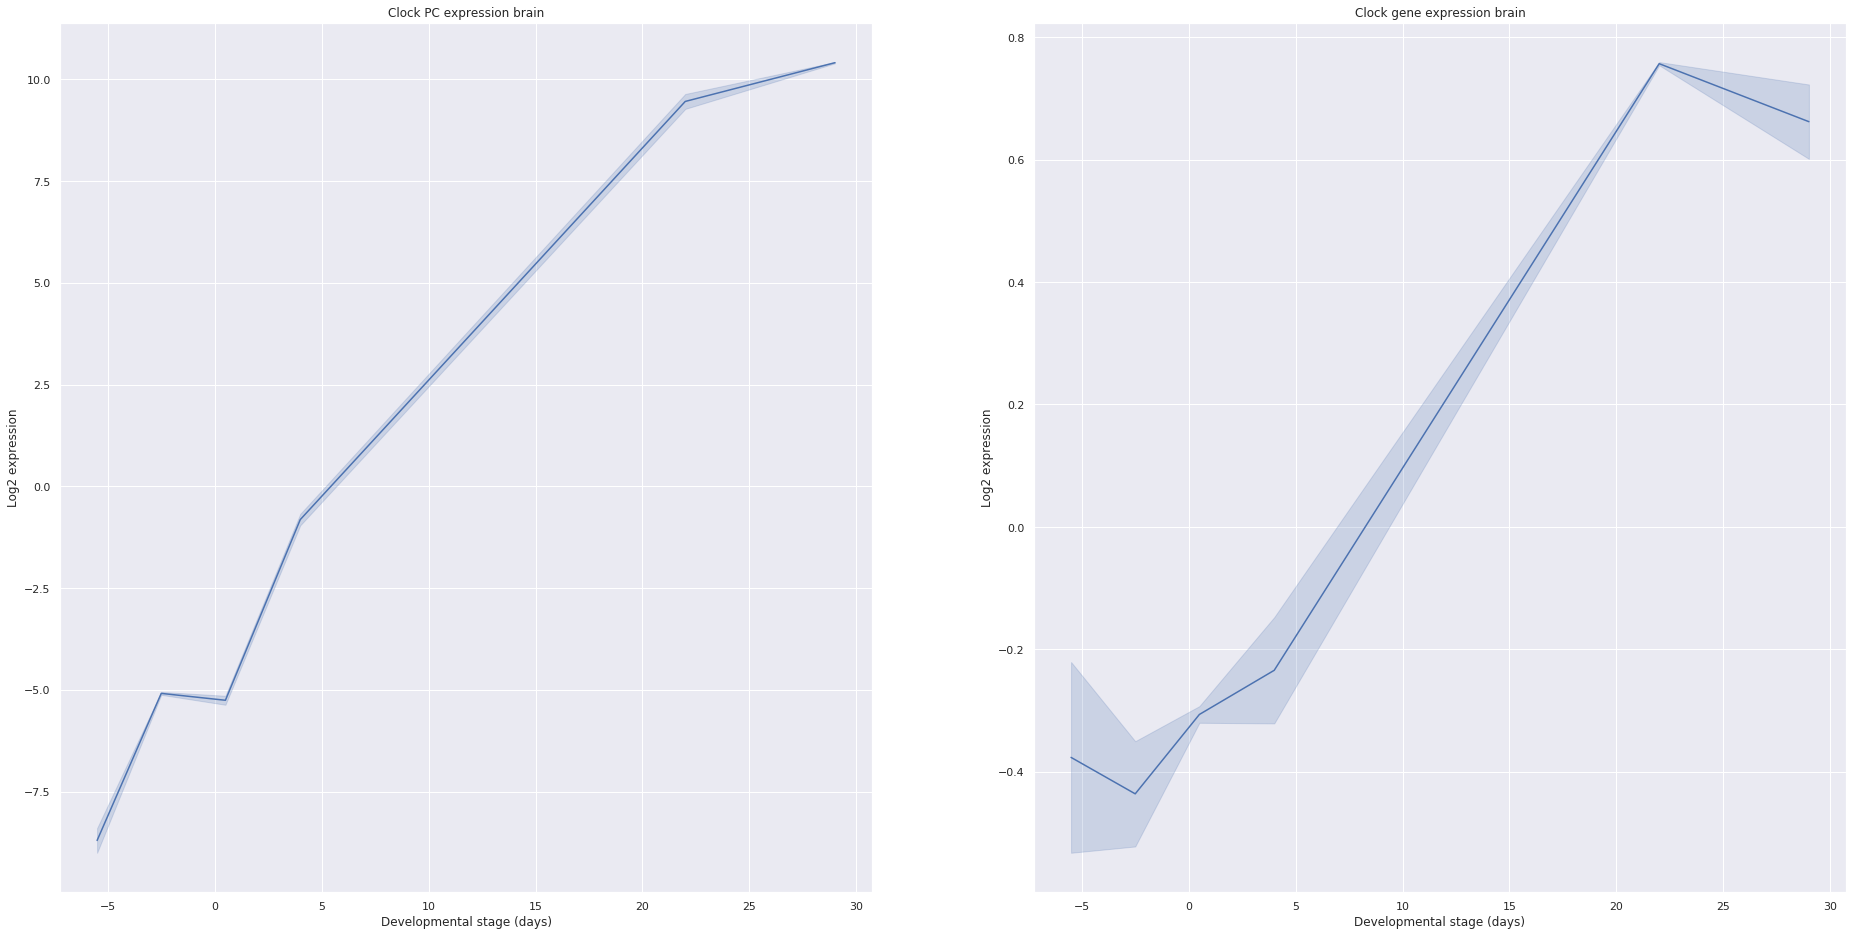 Clock PC expression brain
10.0
7.5
5.0
2.5
0.0
−2.5
−5.0
−7.5
Log2 expression
−5 0 5 10 15 20 25 30
Developmental stage (days)
Clock gene expression brain
0.8
0.6
0.4
0.2
0.0
−0.2
−0.4
Log2 expression
−5 0 5 10 15 20 25 30
Developmental stage (days)